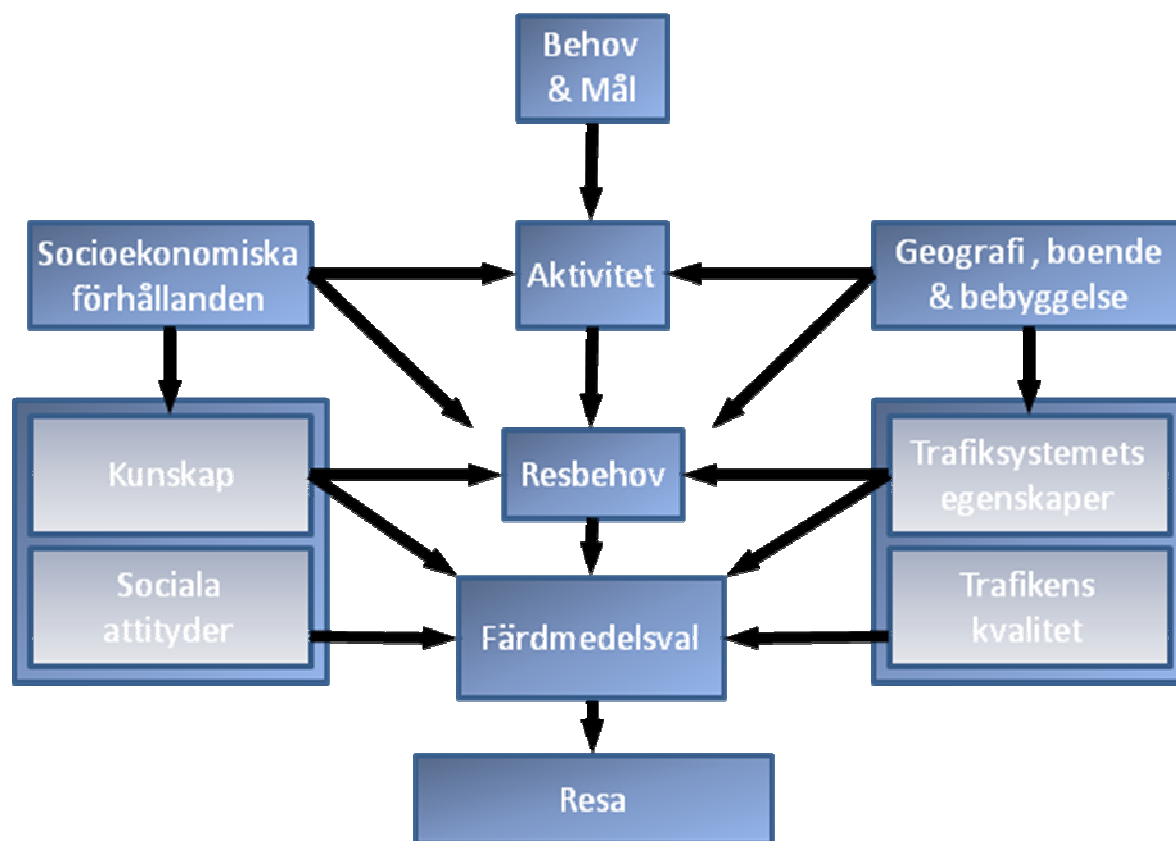 Behov
& Mål
Socioekonomiska
förhållanden
Aktivitet
Geografi , boende
& bebyggelse
Kunskap
Resbehov
Trafiksystemets
egenskaper
Sociala
attityder
Färdmedelsval
Trafikens
kvalitet
Resa